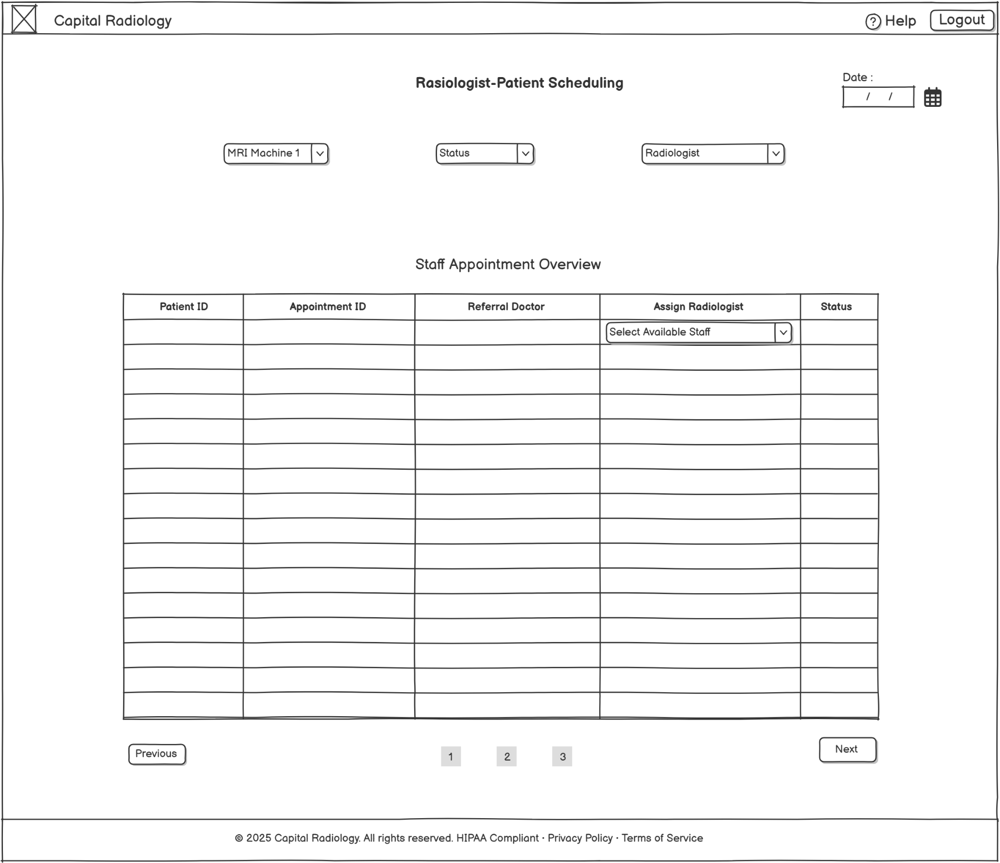 Capital Radiology
? Help
Logout
Rasiologist-Patient Scheduling
Date :
/ /
MRI Machine 1
Status
Radiologist
Staff Appointment Overview
Patient ID
Appointment ID
Referral Doctor
Assign Radiologist
Status
Select Available Staff
Previous
1
2
3
Next
© 2025 Capital Radiology. All rights reserved. HIPAA Compliant · Privacy Policy · Terms of Service